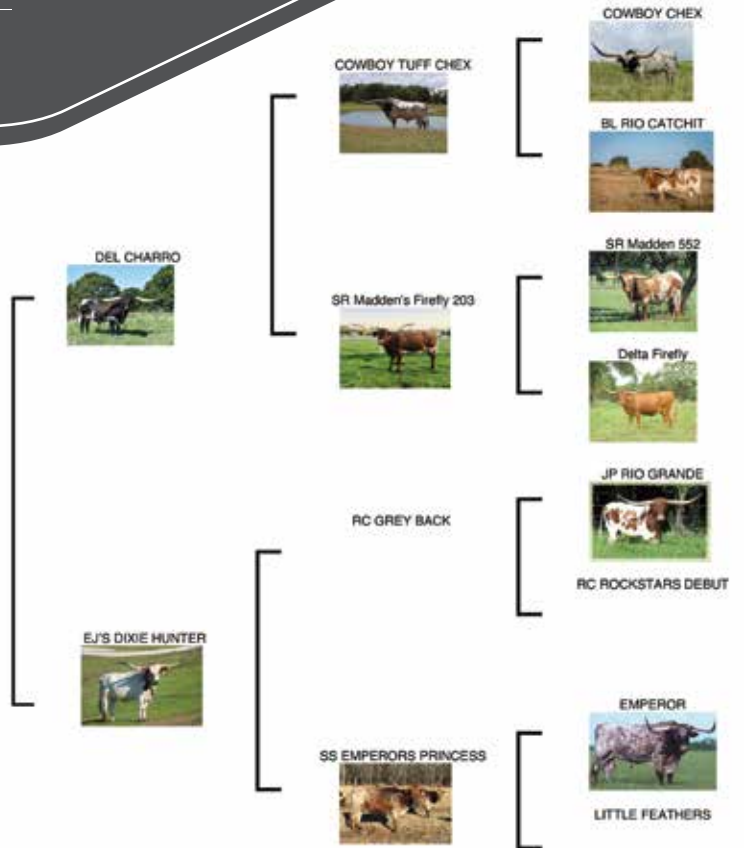 COWBOY CHEX
COWBOY TUFF CHEX
BL RIO CATCHIT
DEL CHARRO
SR Madden 552
SR Madden's Firefly 203
Delta Firefly
JP RIO GRANDE
RC GREY BACK
RC ROCKSTARS DEBUT
EJ'S DIXIE HUNTER
EMPEROR
SS EMPERORS PRINCESS
LITTLE FEATHERS